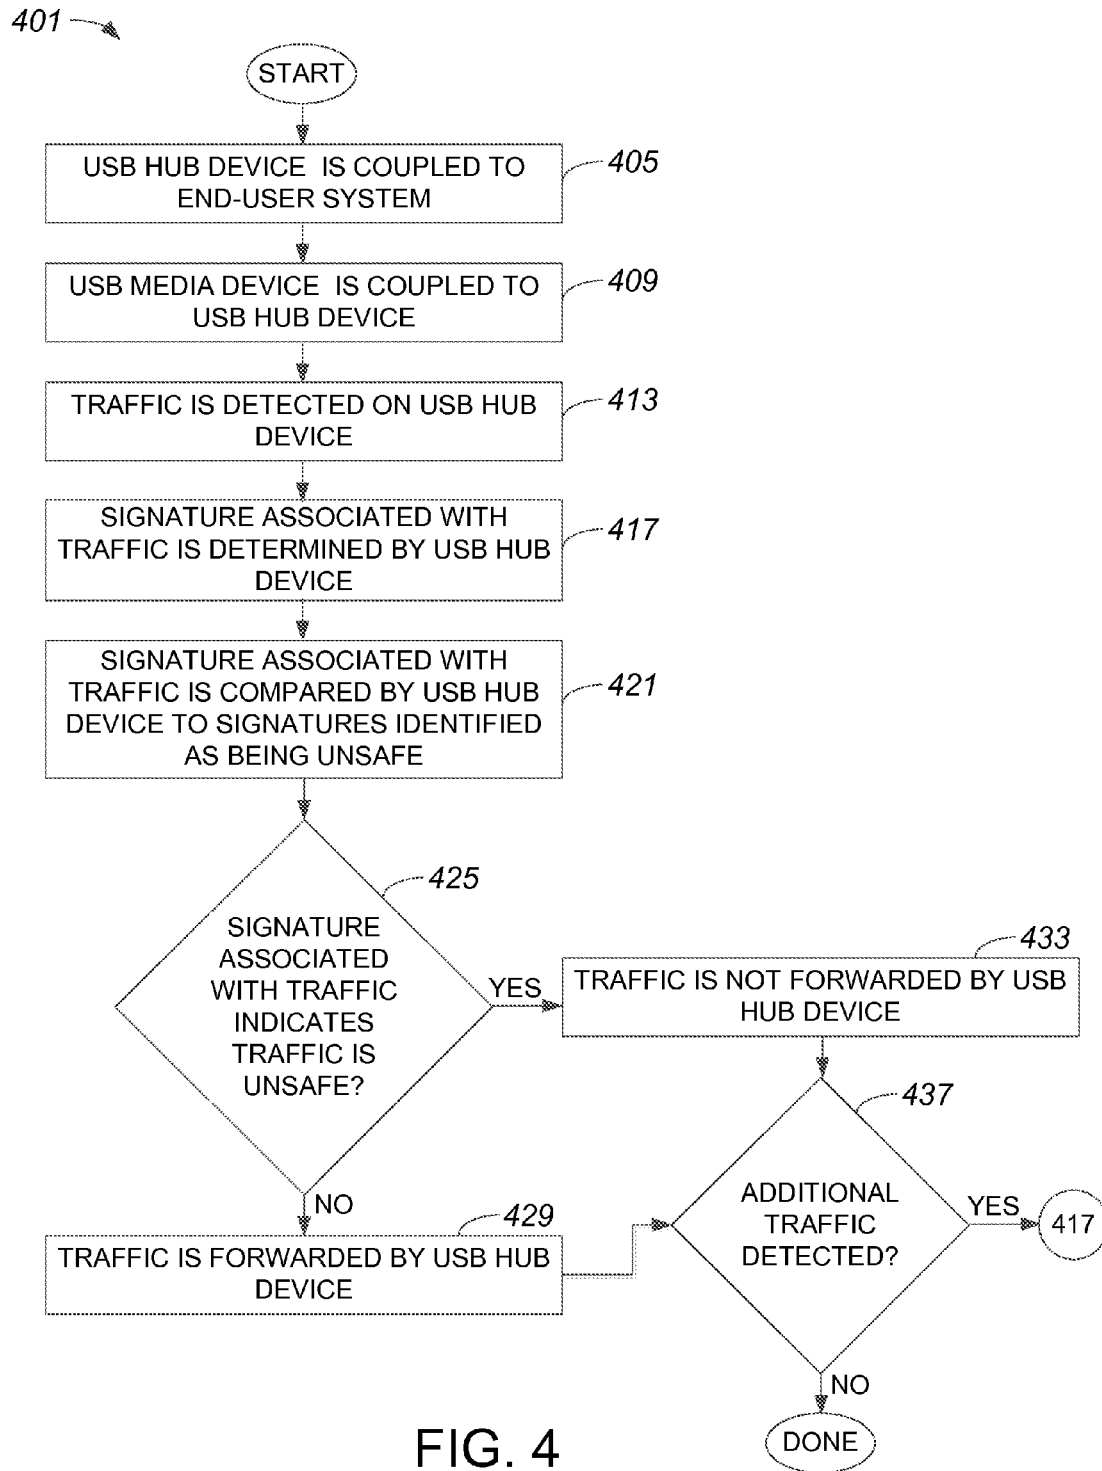 401
START
USB HUB DEVICE IS COUPLED TO
END-USER SYSTEM
405
USB MEDIA DEVICE IS COUPLED TO
USB HUB DEVICE
409
TRAFFIC IS DETECTED ON USB HUB
DEVICE
413
SIGNATURE ASSOCIATED WITH
TRAFFIC IS DETERMINED BY USB HUB
DEVICE
417
SIGNATURE ASSOCIATED WITH
TRAFFIC IS COMPARED BY USB HUB
DEVICE TO SIGNATURES IDENTIFIED
AS BEING UNSAFE
421
425
SIGNATURE
ASSOCIATED
WITH TRAFFIC
INDICATES
TRAFFIC IS
UNSAFE?
YES
433
TRAFFIC IS NOT FORWARDED BY USB
HUB DEVICE
NO
429
TRAFFIC IS FORWARDED BY USB HUB
DEVICE
437
ADDITIONAL
TRAFFIC
DETECTED?
YES
417
NO
DONE
FIG. 4